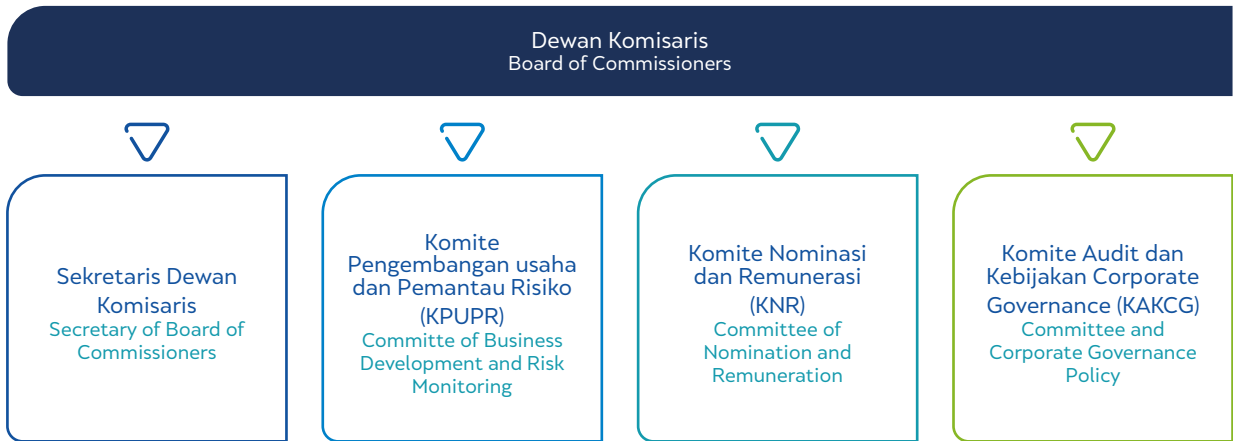 Dewan Komisaris
Board of Commissioners
Sekretaris Dewan
Komisaris
Secretary of Board of
Commissioners
Komite
Pengembangan usaha
dan Pemantau Risiko
(KPUPR)
Committe of Business
Development and Risk
Monitoring
Komite Nominasi
dan Remunerasi
(KNR)
Committee of
Nomination and
Remuneration
Komite Audit dan
Kebijakan Corporate
Governance (KAKCG)
Committee and
Corporate Governance
Policy